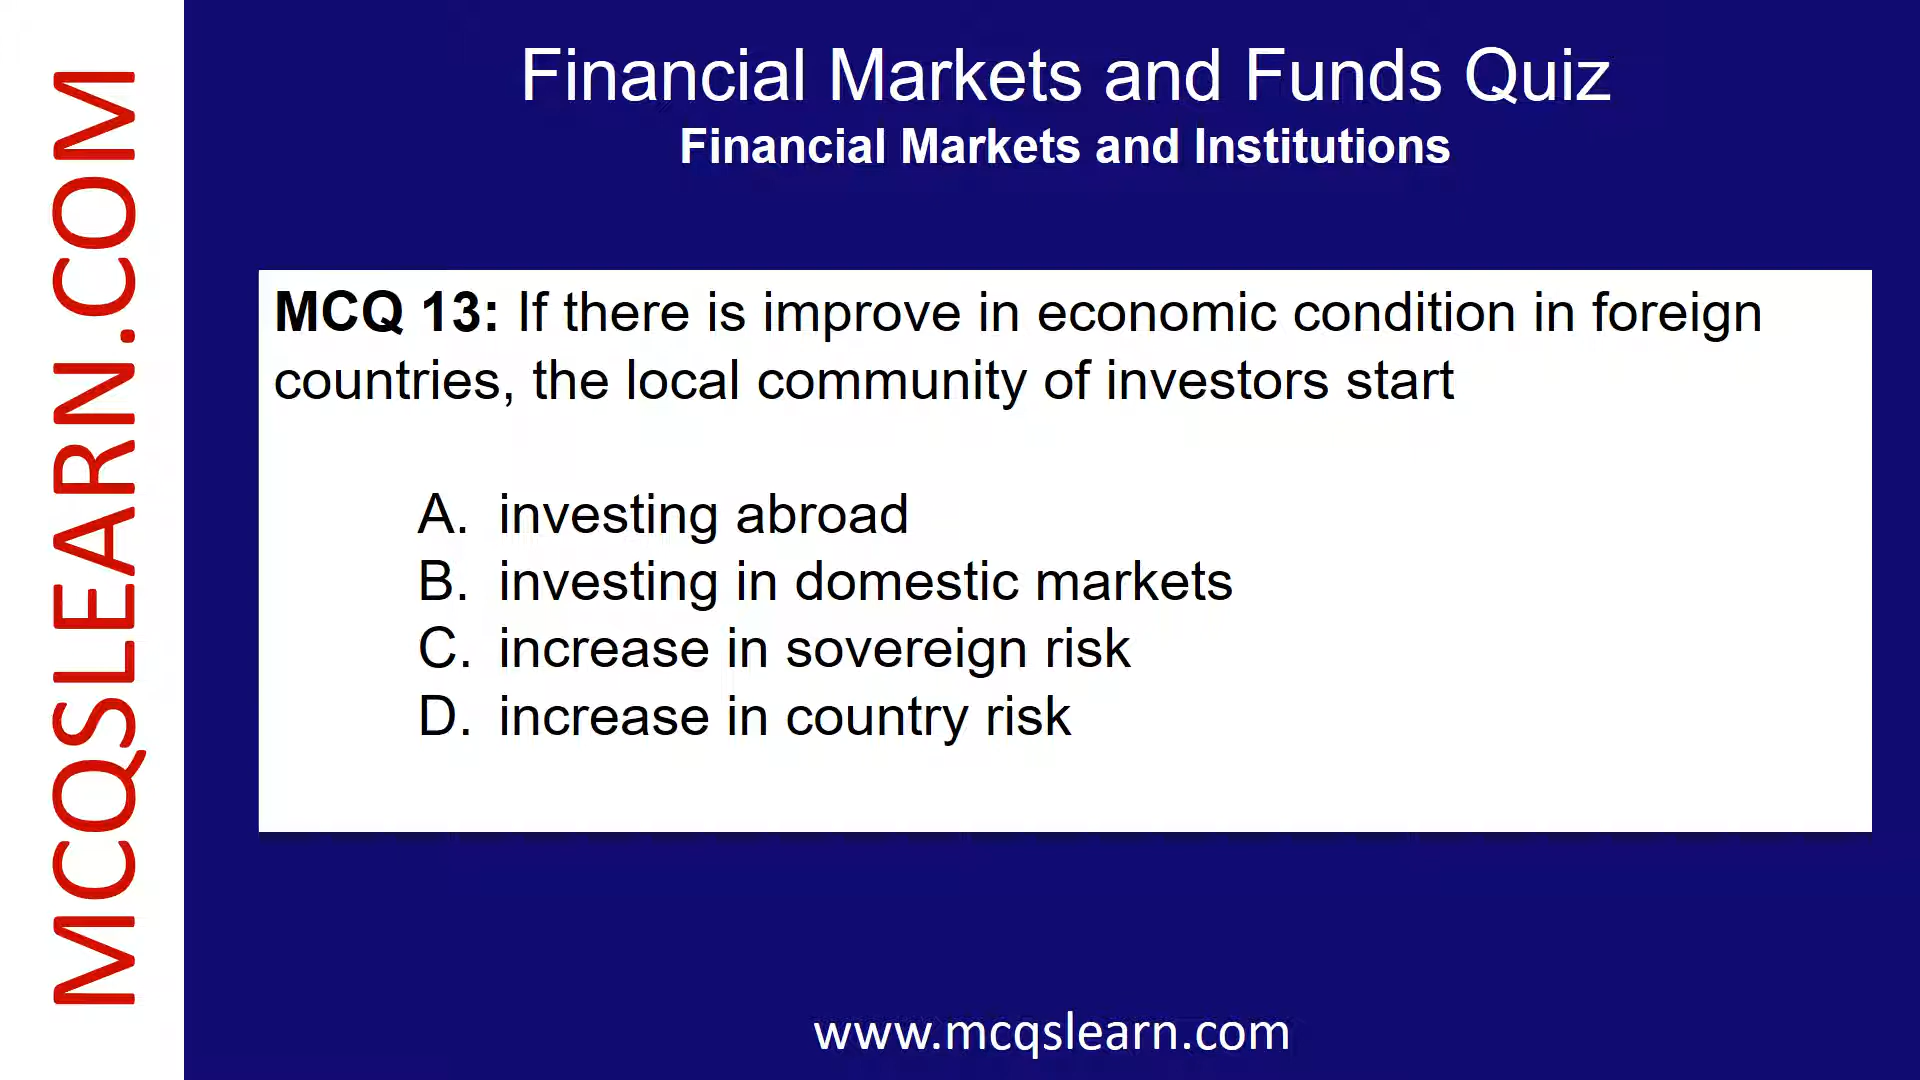 MCQSLEARN.COM
Financial Markets and Funds Quiz
Financial Markets and Institutions
MCQ 13: If there is improve in economic condition in foreign
countries, the local community of investors start
A. investing abroad
B. investing in domestic markets
C. increase in sovereign risk
D. increase in country risk
www.mcqslearn.com